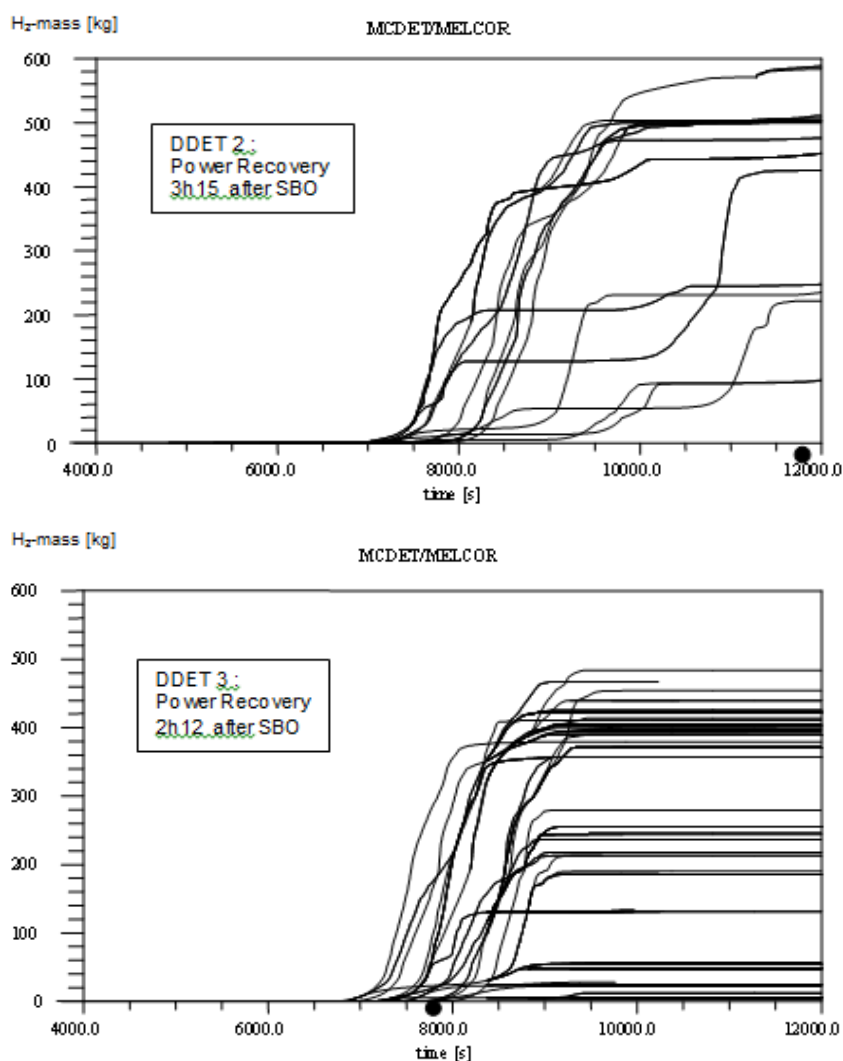 H₂-mass [kg]
MCDET/MELCOR
600
500
400
300
200
100
0
DDET 2 :
Power Recovery
3h15 after SBO
4000.0 6000.0 8000.0 10000.0 12000.0
time [s]
H₂-mass [kg]
MCDET/MELCOR
600
500
400
300
200
100
0
DDET 3 :
Power Recovery
2h12 after SBO
4000.0 6000.0 8000.0 10000.0 12000.0
time [s]